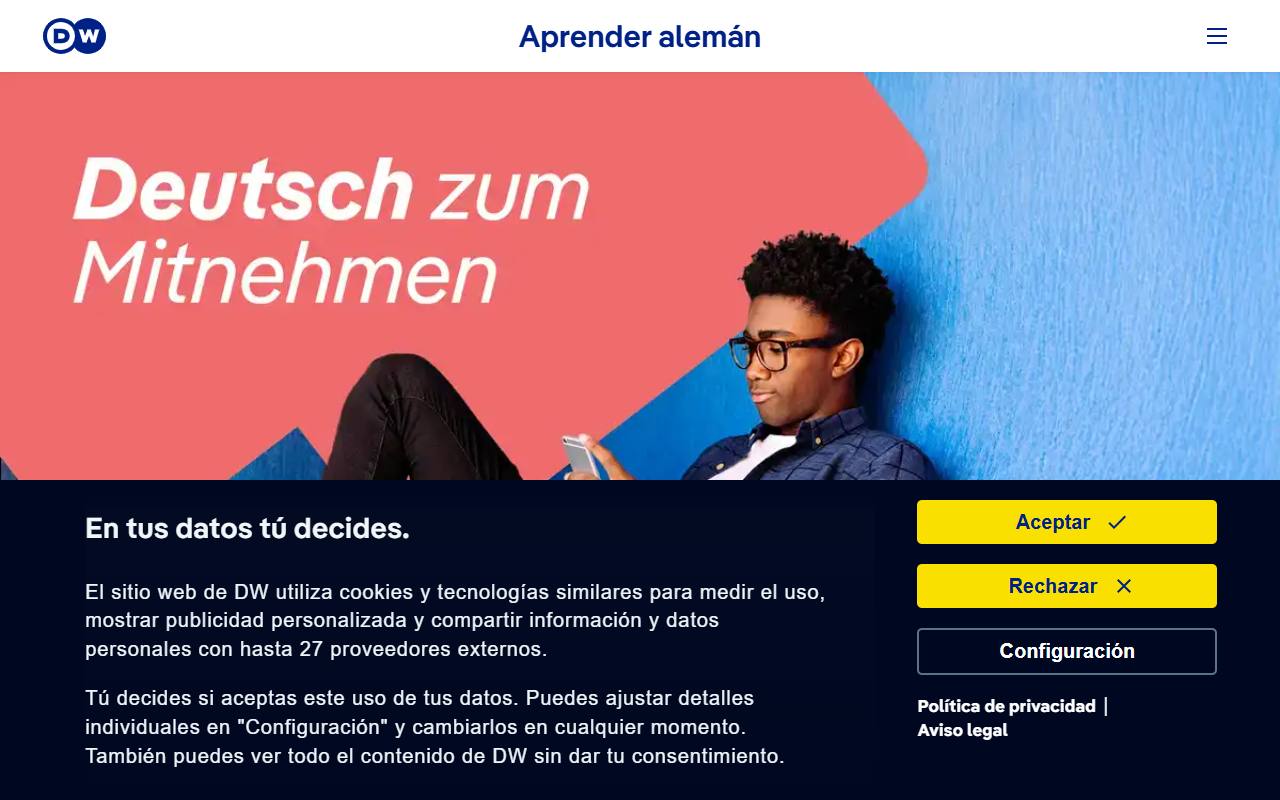 DW
Aprender alemán
Deutsch zum
Mitnehmen
En tus datos tú decides.
El sitio web de DW utiliza cookies y tecnologías similares para medir el uso,
mostrar publicidad personalizada y compartir información y datos
personales con hasta 27 proveedores externos.
Tú decides si aceptas este uso de tus datos. Puedes ajustar detalles
individuales en "Configuración" y cambiarlos en cualquier momento.
También puedes ver todo el contenido de DW sin dar tu consentimiento.
Aceptar
Rechazar
Configuración
Política de privacidad |
Aviso legal